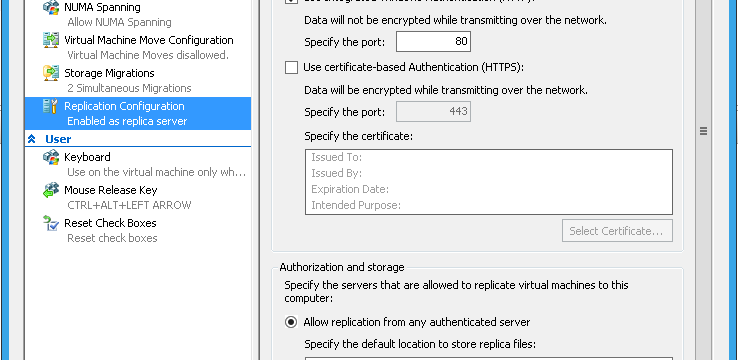 NUMA Spanning
Allow NUMA Spanning
Virtual Machine Move Configuration
Virtual Machine Moves disallowed.
Storage Migrations
2 Simultaneous Migrations
Replication Configuration
Enabled as replica server
User
Keyboard
Use on the virtual machine only wh...
Mouse Release Key
CTRL+ALT+LEFT ARROW
Reset Check Boxes
Reset check boxes
Data will not be encrypted while transmitting over the network.
Specify the port: 80
Use certificate-based Authentication (HTTPS):
Data will be encrypted while transmitting over the network.
Specify the port: 443
Specify the certificate:
Issued To:
Issued By:
Expiration Date:
Intended Purpose:
Select Certificate...
Authorization and storage
Specify the servers that are allowed to replicate virtual machines to this
computer:
Allow replication from any authenticated server
Specify the default location to store replica files: